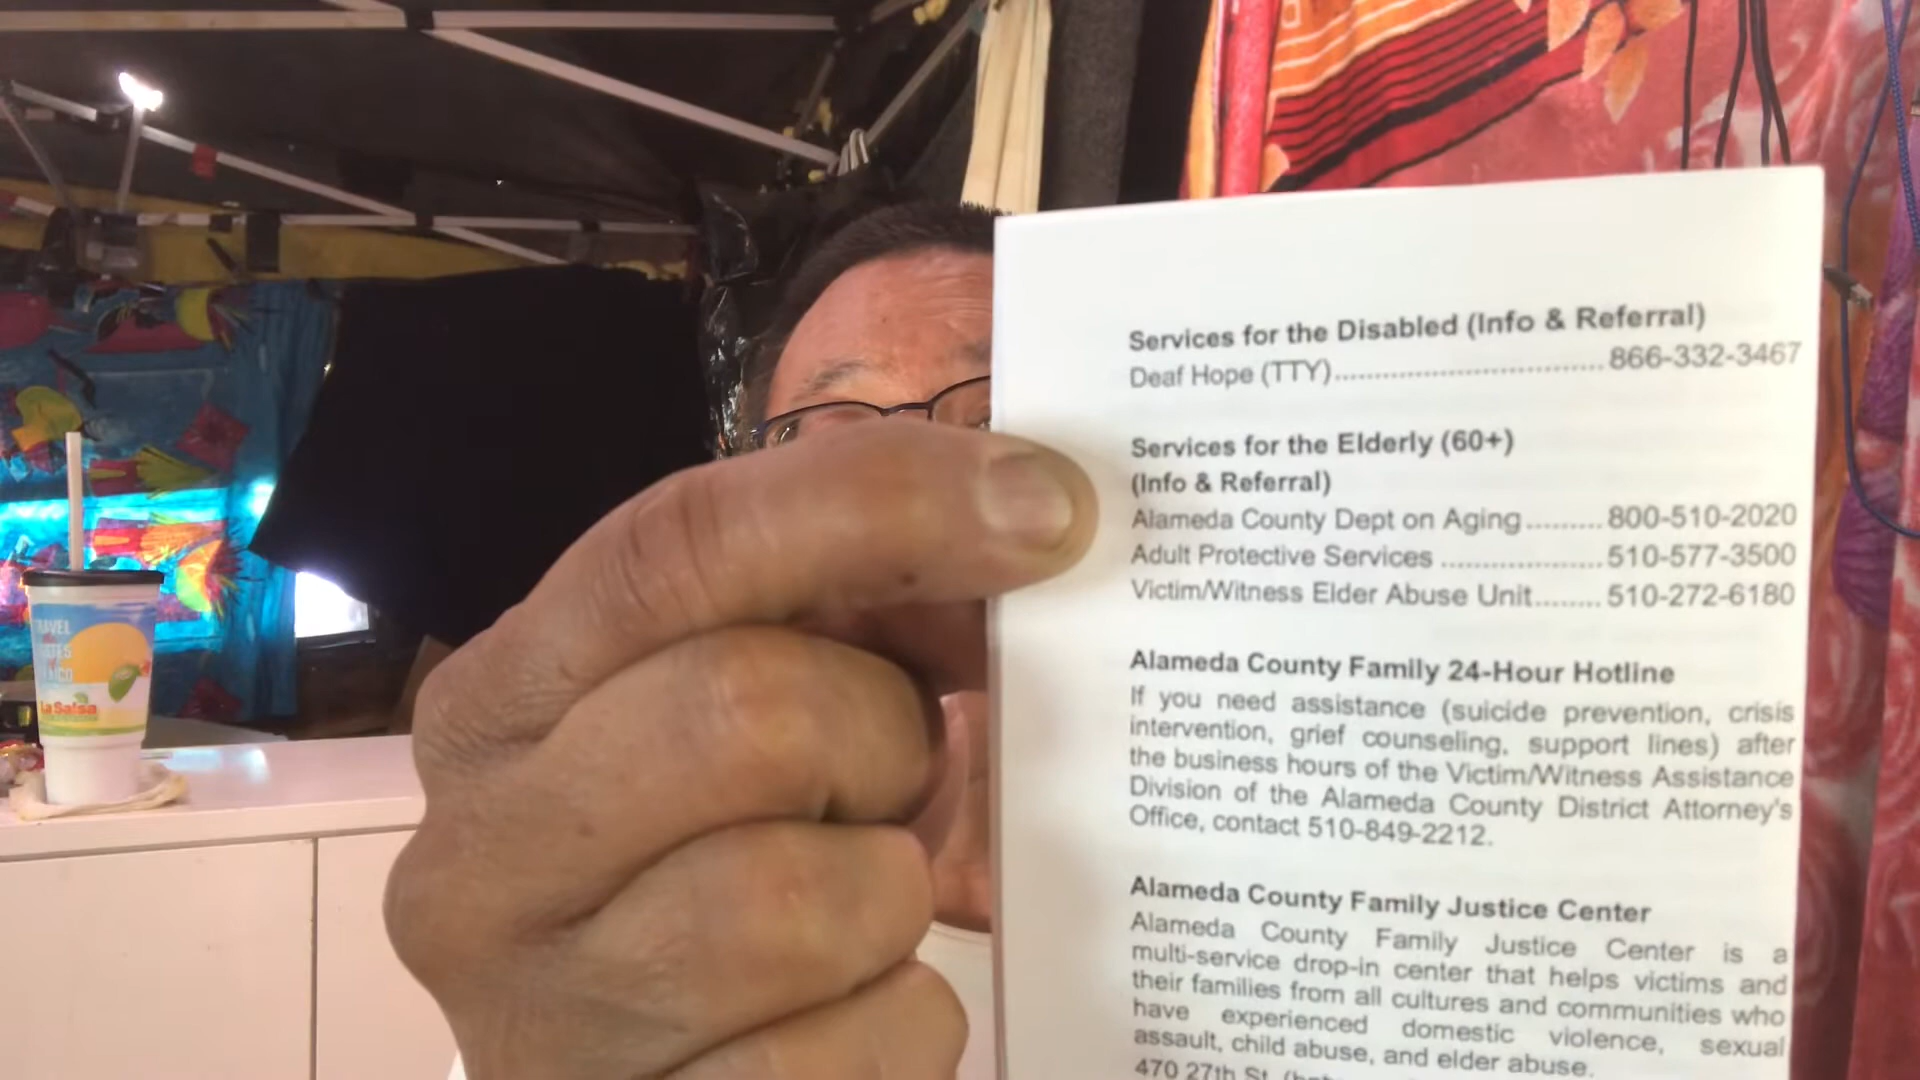 Services for the Disabled (Info & Referral)
Deaf Hope (TTY)..................................866-332-3467
Services for the Elderly (60+)
(Info & Referral)
Alameda County Dept on Aging.........800-510-2020
Adult Protective Services ....................510-577-3500
Victim/Witness Elder Abuse Unit........510-272-6180
Alameda County Family 24-Hour Hotline
If you need assistance (suicide prevention, crisis
intervention, grief counseling, support lines) after
the business hours of the Victim/Witness Assistance
Division of the Alameda County District Attorney's
Office, contact 510-849-2212.
Alameda County Family Justice Center
Alameda County Family Justice Center is a
multi-service drop-in center that helps victims and
their families from all cultures and communities who
have experienced domestic violence, sexual
assault, child abuse, and elder abuse.
470 27th St.
La Salsa